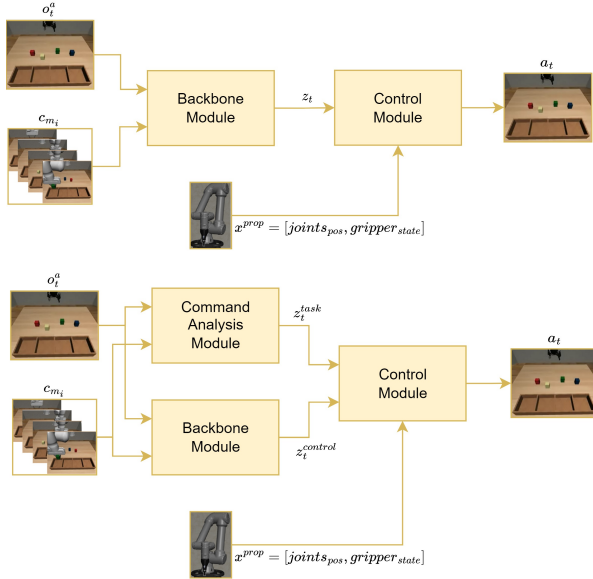 o_t^a
c_{m_i}
Backbone
Module
z_t
Control
Module
a_t
x^{prop} = [joints_{pos}, gripper_{state}]
o_t^a
c_{m_i}
Command
Analysis
Module
z_t^{task}
Backbone
Module
z_t^{control}
Control
Module
a_t
x^{prop} = [joints_{pos}, gripper_{state}]